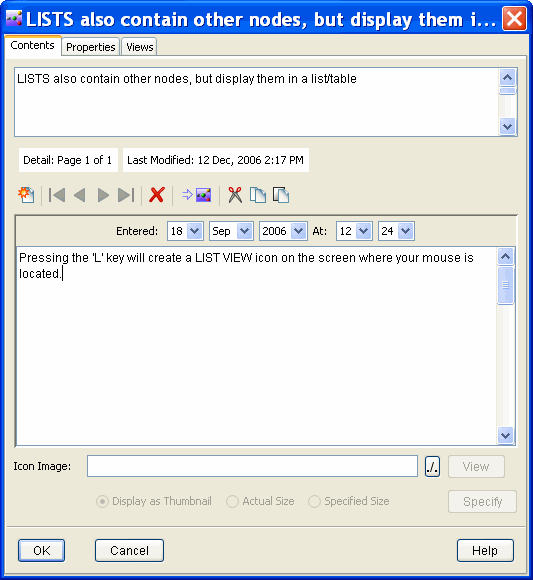 LISTS also contain other nodes, but display them i...
Contents Properties Views
LISTS also contain other nodes, but display them in a list/table
Detail: Page 1 of 1 Last Modified: 12 Dec, 2006 2:17 PM
Entered: 18 Sep 2006 At: 12 24
Pressing the 'L' key will create a LIST VIEW icon on the screen where your mouse is
located.
Icon Image: ./. View
Display as Thumbnail Actual Size Specified Size Specify
OK Cancel Help